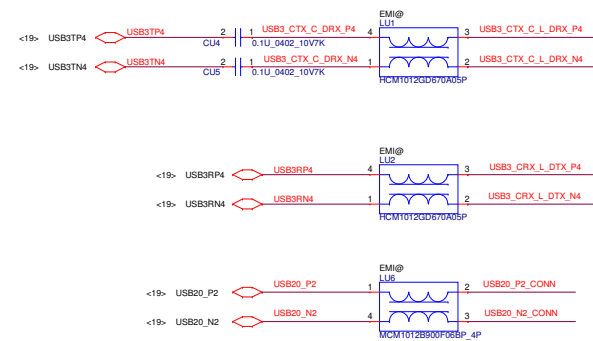 EMI@
LU1
<19> USB3TP4 USB3TP4 2 1 USB3_CTX_C_DRX_P4 4 3 USB3_CTX_C_L_DRX_P4
CU4 0.1U_0402_10V7K
<19> USB3TN4 USB3TN4 2 1 USB3_CTX_C_DRX_N4 1 2 USB3_CTX_C_L_DRX_N4
CU5 0.1U_0402_10V7K
HCM1012GD670A05P
EMI@
LU2
<19> USB3RP4 USB3RP4 4 3 USB3_CRX_L_DTX_P4
<19> USB3RN4 USB3RN4 1 2 USB3_CRX_L_DTX_N4
HCM1012GD670A05P
EMI@
LU6
<19> USB20_P2 USB20_P2 1 2 USB20_P2_CONN
<19> USB20_N2 USB20_N2 4 3 USB20_N2_CONN
MCM1012B900F06BP_4P